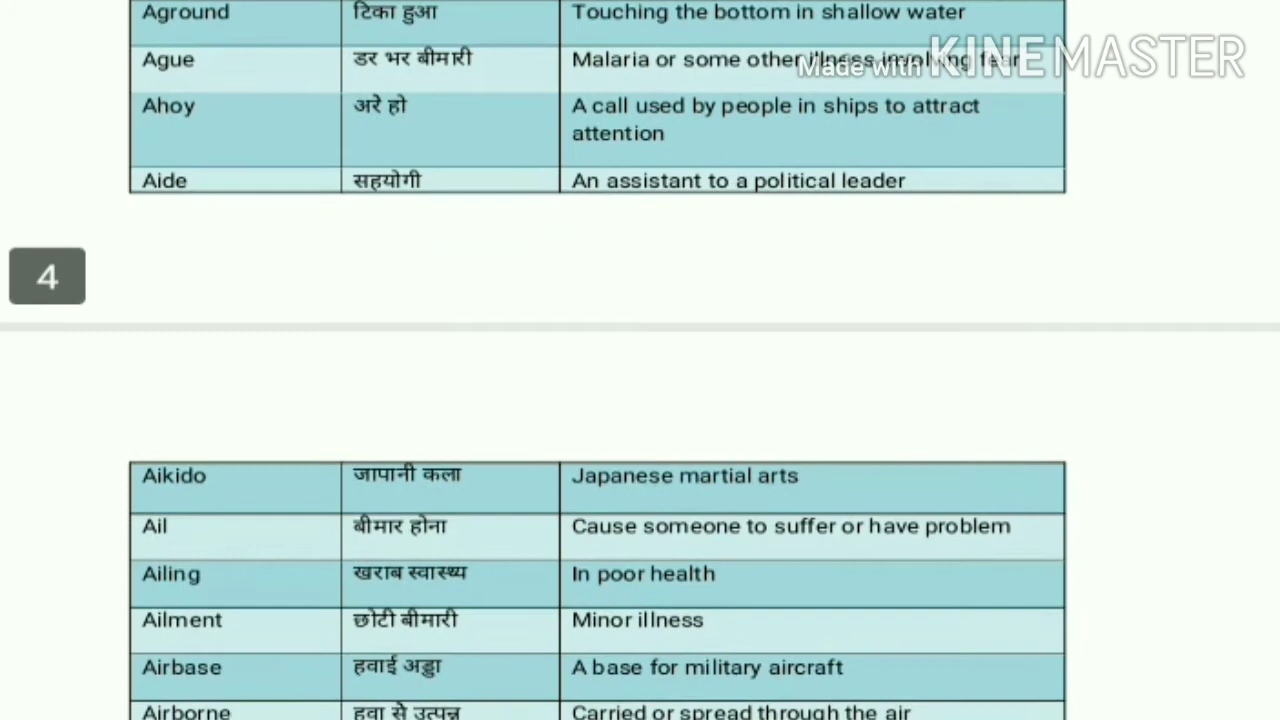 Aground टिका हुआ Touching the bottom in shallow water
Made with KINEMASTER
Ague डर भर बीमारी Malaria or some other illness involving fear
Ahoy अरे हो A call used by people in ships to attract
attention
Aide सहयोगी An assistant to a political leader
4
Aikido जापानी कला Japanese martial arts
Ail बीमार होना Cause someone to suffer or have problem
Ailing खराब स्वास्थ्य In poor health
Ailment छोटी बीमारी Minor illness
Airbase हवाई अड्डा A base for military aircraft
Airborne हवा से उत्पन्न Carried or spread through the air